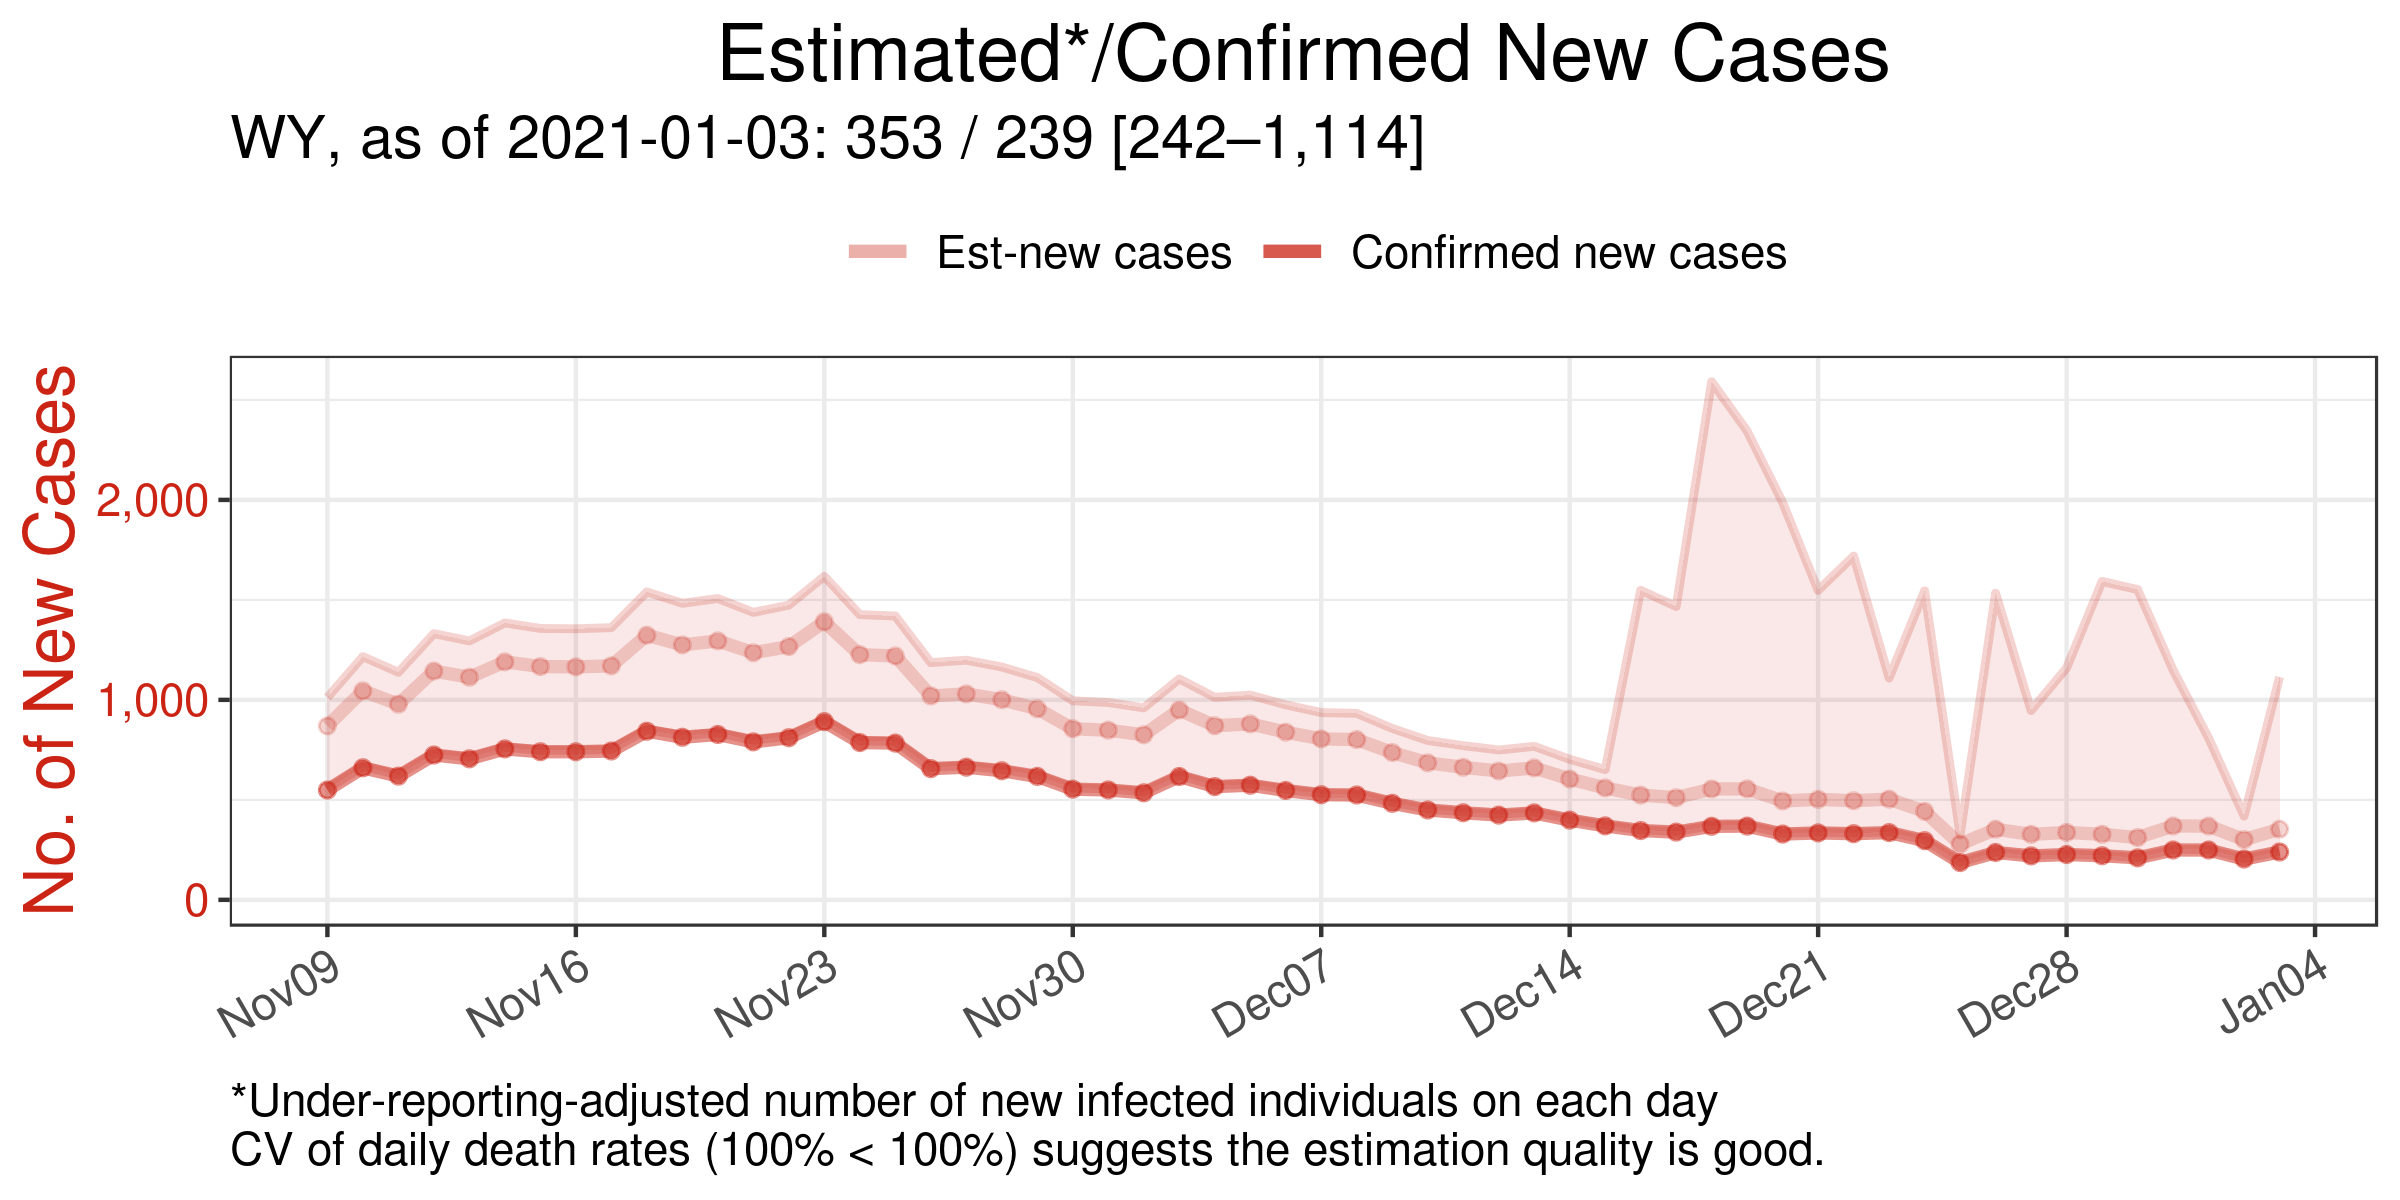 Estimated*/Confirmed New Cases
WY, as of 2021-01-03: 353 / 239 [242–1,114]
Est-new cases
Confirmed new cases
No. of New Cases
2,000
1,000
0
Nov09
Nov16
Nov23
Nov30
Dec07
Dec14
Dec21
Dec28
Jan04
*Under-reporting-adjusted number of new infected individuals on each day
CV of daily death rates (100% < 100%) suggests the estimation quality is good.